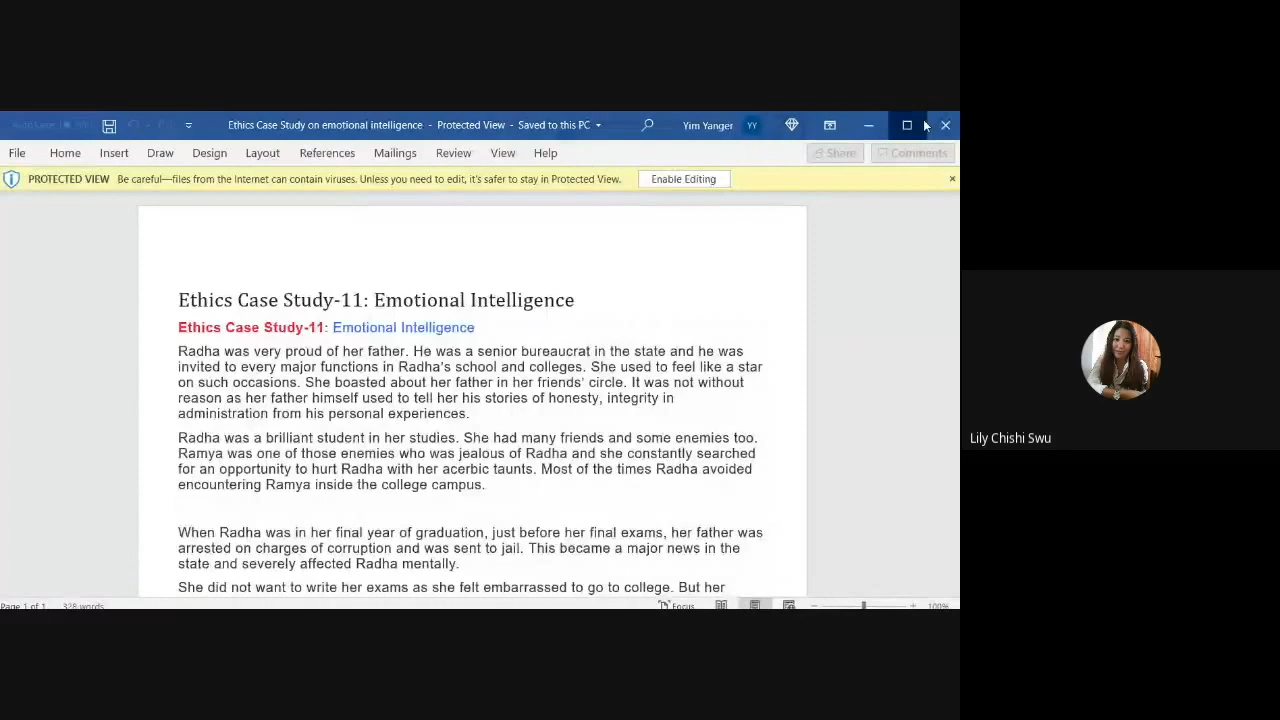 Ethics Case Study on emotional intelligence - Protected View - Saved to this PC
Yim Yanger YY
File Home Insert Draw Design Layout References Mailings Review View Help Share Comments
PROTECTED VIEW Be careful—files from the Internet can contain viruses. Unless you need to edit, it's safer to stay in Protected View. Enable Editing
Ethics Case Study-11: Emotional Intelligence
Ethics Case Study-11: Emotional Intelligence
Radha was very proud of her father. He was a senior bureaucrat in the state and he was
invited to every major functions in Radha's school and colleges. She used to feel like a star
on such occasions. She boasted about her father in her friends' circle. It was not without
reason as her father himself used to tell her his stories of honesty, integrity in
administration from his personal experiences.
Radha was a brilliant student in her studies. She had many friends and some enemies too.
Ramya was one of those enemies who was jealous of Radha and she constantly searched
for an opportunity to hurt Radha with her acerbic taunts. Most of the times Radha avoided
encountering Ramya inside the college campus.
When Radha was in her final year of graduation, just before her final exams, her father was
arrested on charges of corruption and was sent to jail. This became a major news in the
state and severely affected Radha mentally.
She did not want to write her exams as she felt embarrassed to go to college. But her
Page 1 of 1 328 words Focus 100%
Lily Chishi Swu